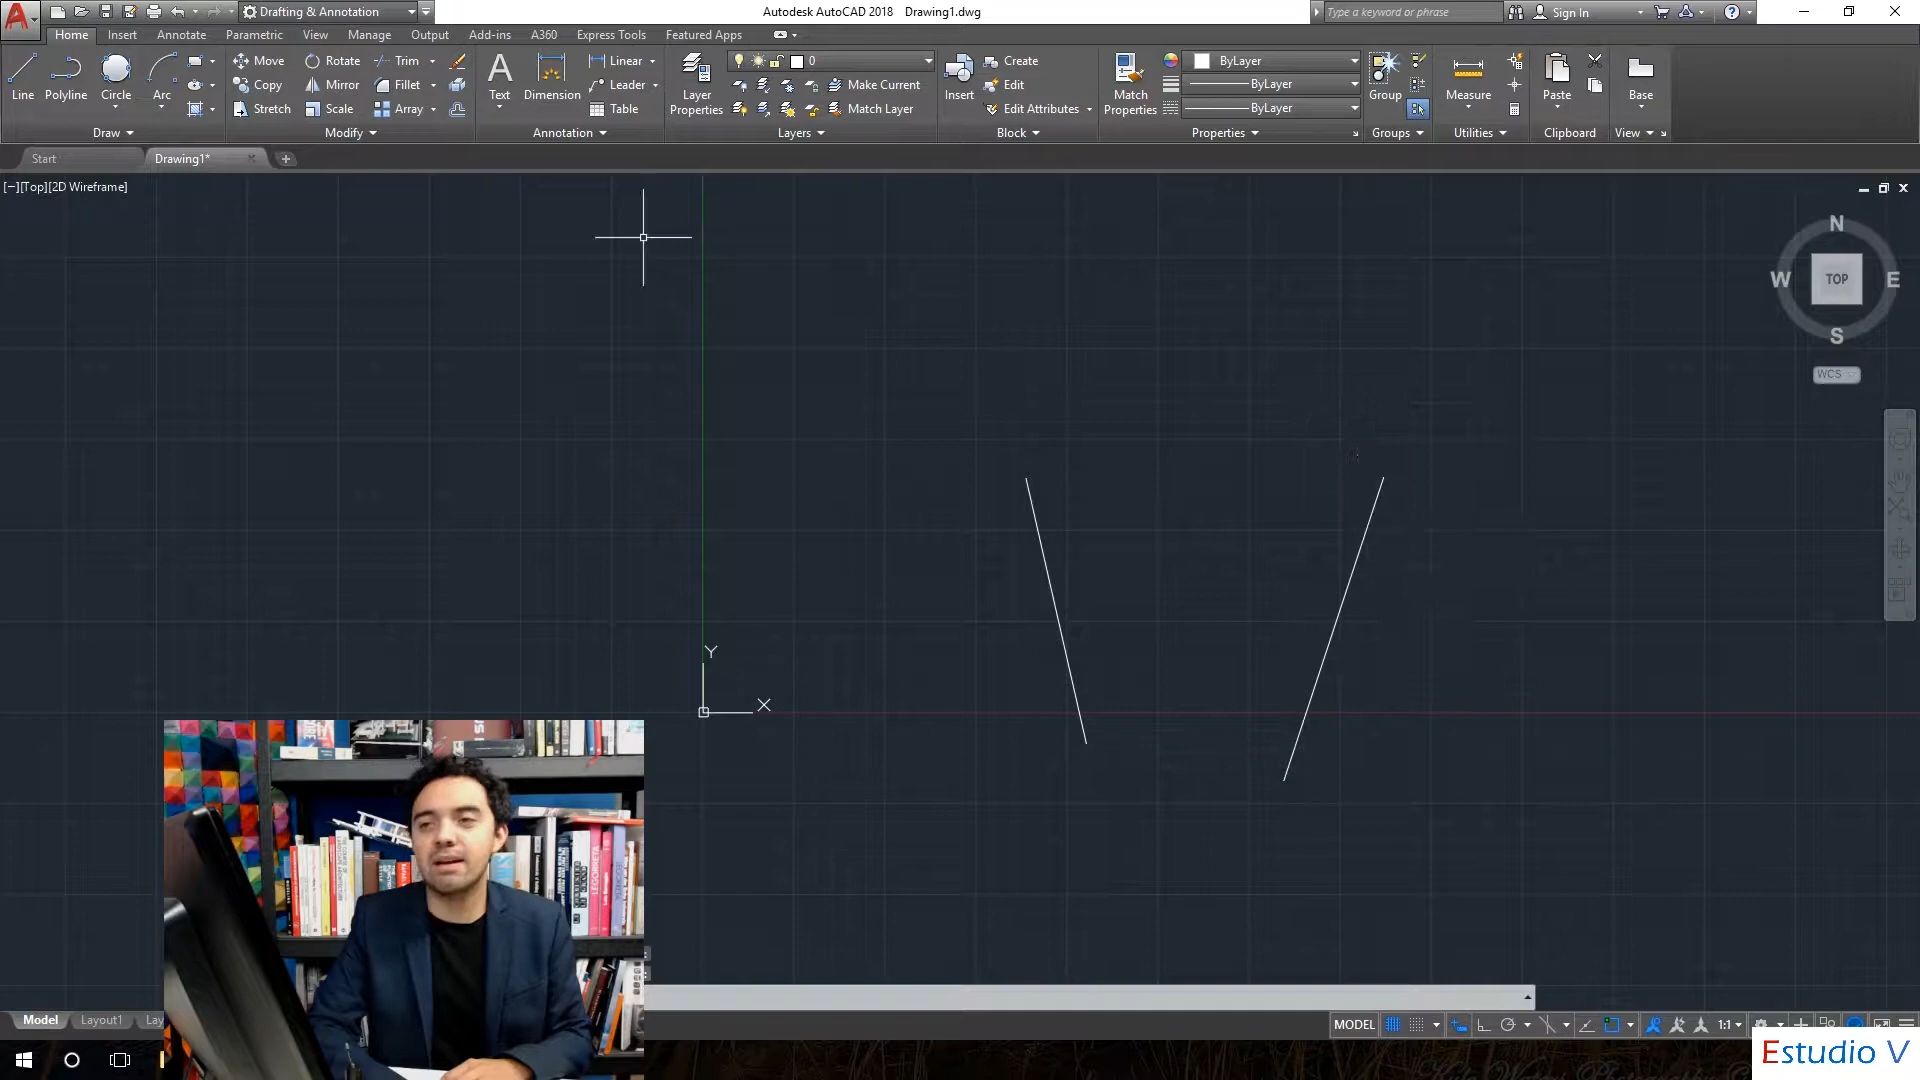 Drafting & Annotation
Autodesk AutoCAD 2018 Drawing1.dwg
Type a keyword or phrase
Sign In
Home Insert Annotate Parametric View Manage Output Add-ins A360 Express Tools Featured Apps
Line Polyline Circle Arc
Move Rotate Trim
Copy Mirror Fillet
Stretch Scale Array
Text Dimension
Linear
Leader
Table
Layer Properties
0
Make Current
Match Layer
Insert
Create
Edit
Edit Attributes
Match Properties
ByLayer
ByLayer
ByLayer
Group
Measure
Paste
Base
Draw Modify Annotation Layers Block Properties Groups Utilities Clipboard View
Start Drawing1*
[−][Top][2D Wireframe]
N
W TOP E
S
WCS
Y
X
LEGORRETA
Model Layout1 Lay
MODEL 1:1
Estudio V